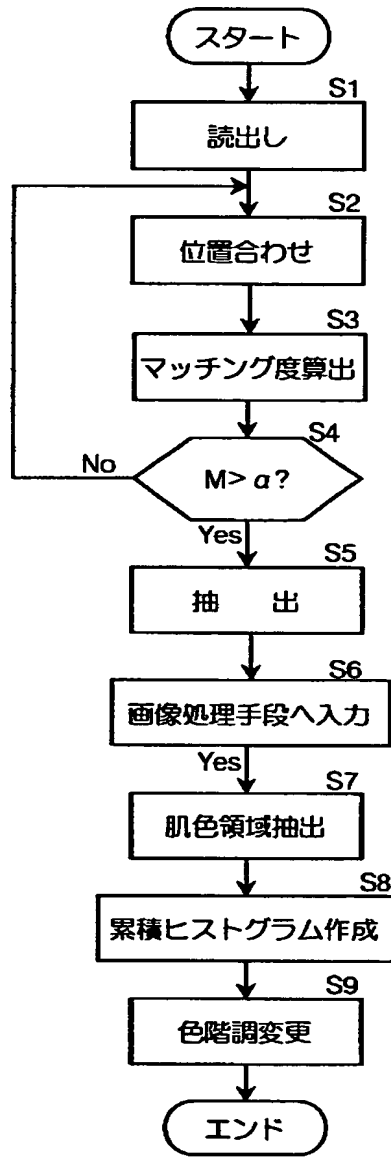 スタート
S1
読出し
S2
位置合わせ
S3
マッチング度算出
S4
No
M>α?
Yes
S5
抽 出
S6
画像処理手段へ入力
Yes
S7
肌色領域抽出
S8
累積ヒストグラム作成
S9
色階調変更
エンド